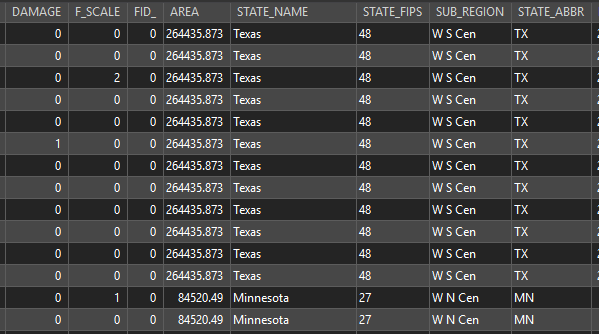 DAMAGE F_SCALE FID_ AREA STATE_NAME STATE_FIPS SUB_REGION STATE_ABBR
0 0 0 264435.873 Texas 48 W S Cen TX
0 0 0 264435.873 Texas 48 W S Cen TX
0 2 0 264435.873 Texas 48 W S Cen TX
0 0 0 264435.873 Texas 48 W S Cen TX
0 0 0 264435.873 Texas 48 W S Cen TX
1 0 0 264435.873 Texas 48 W S Cen TX
0 0 0 264435.873 Texas 48 W S Cen TX
0 0 0 264435.873 Texas 48 W S Cen TX
0 0 0 264435.873 Texas 48 W S Cen TX
0 0 0 264435.873 Texas 48 W S Cen TX
0 0 0 264435.873 Texas 48 W S Cen TX
0 0 0 264435.873 Texas 48 W S Cen TX
0 1 0 84520.49 Minnesota 27 W N Cen MN
0 0 0 84520.49 Minnesota 27 W N Cen MN